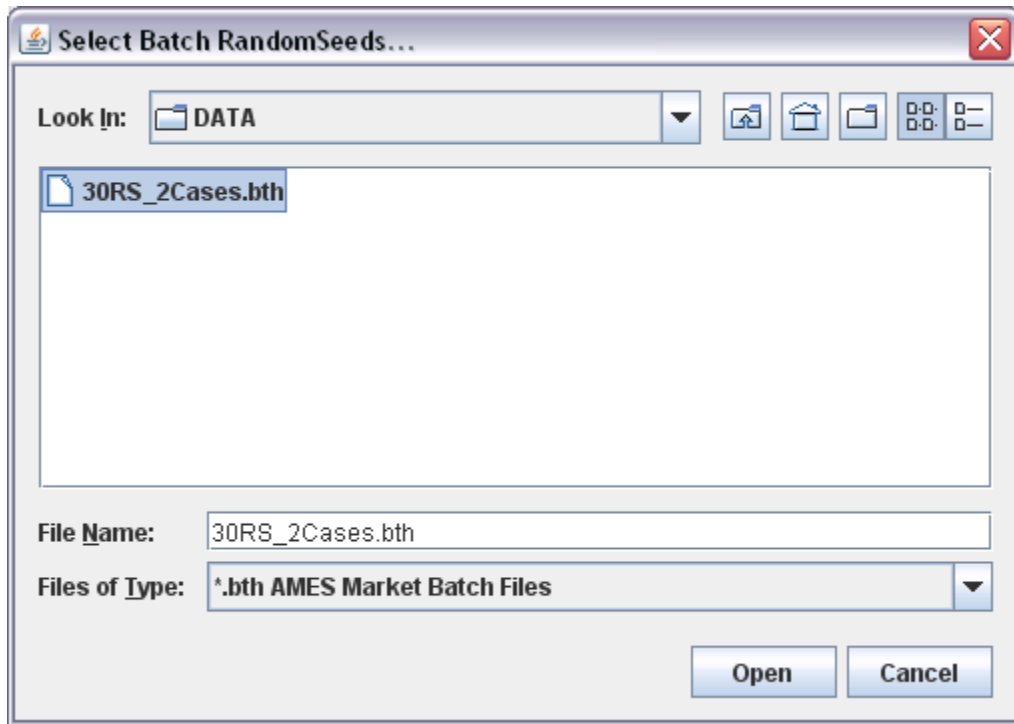 Select Batch RandomSeeds...
Look In: DATA
30RS_2Cases.bth
File Name: 30RS_2Cases.bth
Files of Type: *.bth AMES Market Batch Files
Open Cancel